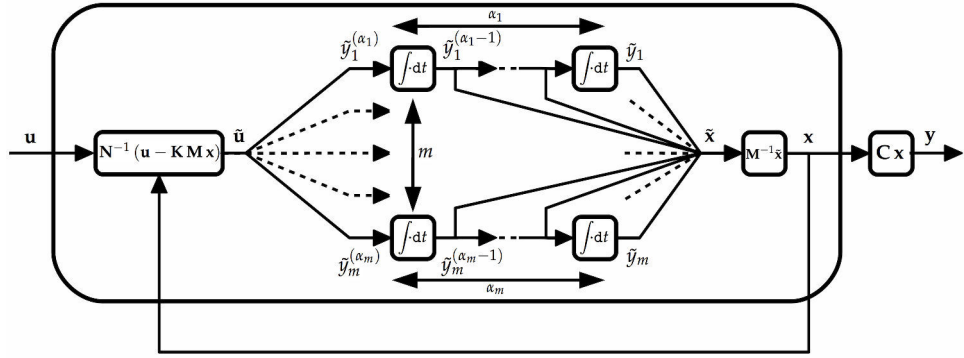 α₁
ỹ₁^(α₁) ỹ₁^(α₁−1) ỹ₁
∫·dt ∫·dt
u N⁻¹ (u − K M x) ũ m x̃ M⁻¹x̃ x C x y
∫·dt ∫·dt
ỹₘ^(αₘ) ỹₘ^(αₘ−1) ỹₘ
αₘ